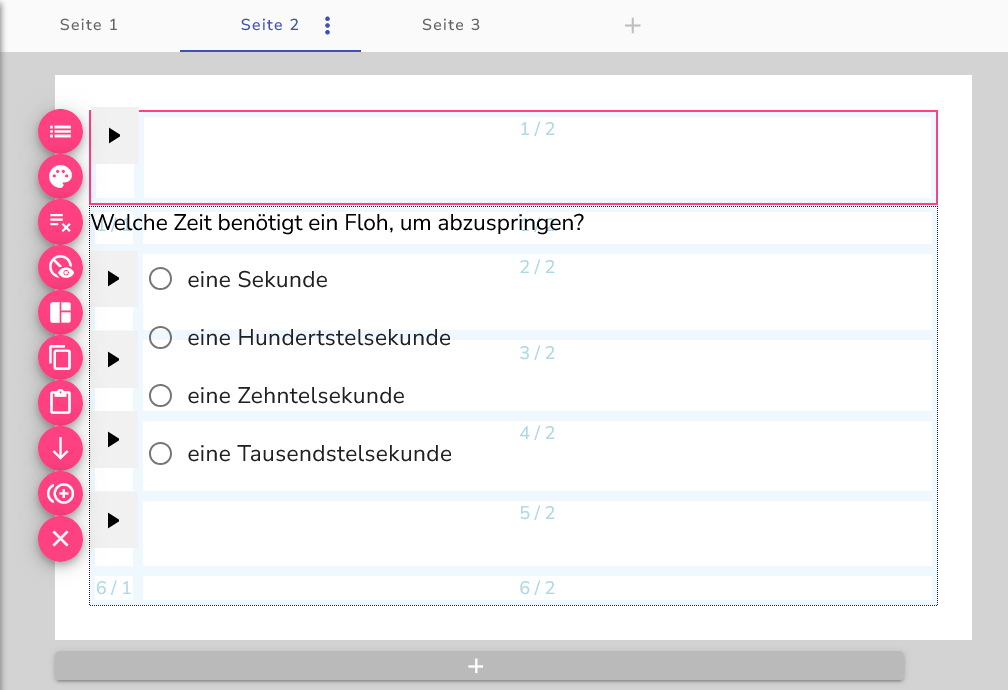 Seite 1
Seite 2
Seite 3
1 / 2
Welche Zeit benötigt ein Floh, um abzuspringen?
2 / 2
eine Sekunde
eine Hundertstelsekunde
3 / 2
eine Zehntelsekunde
4 / 2
eine Tausendstelsekunde
5 / 2
6 / 1
6 / 2